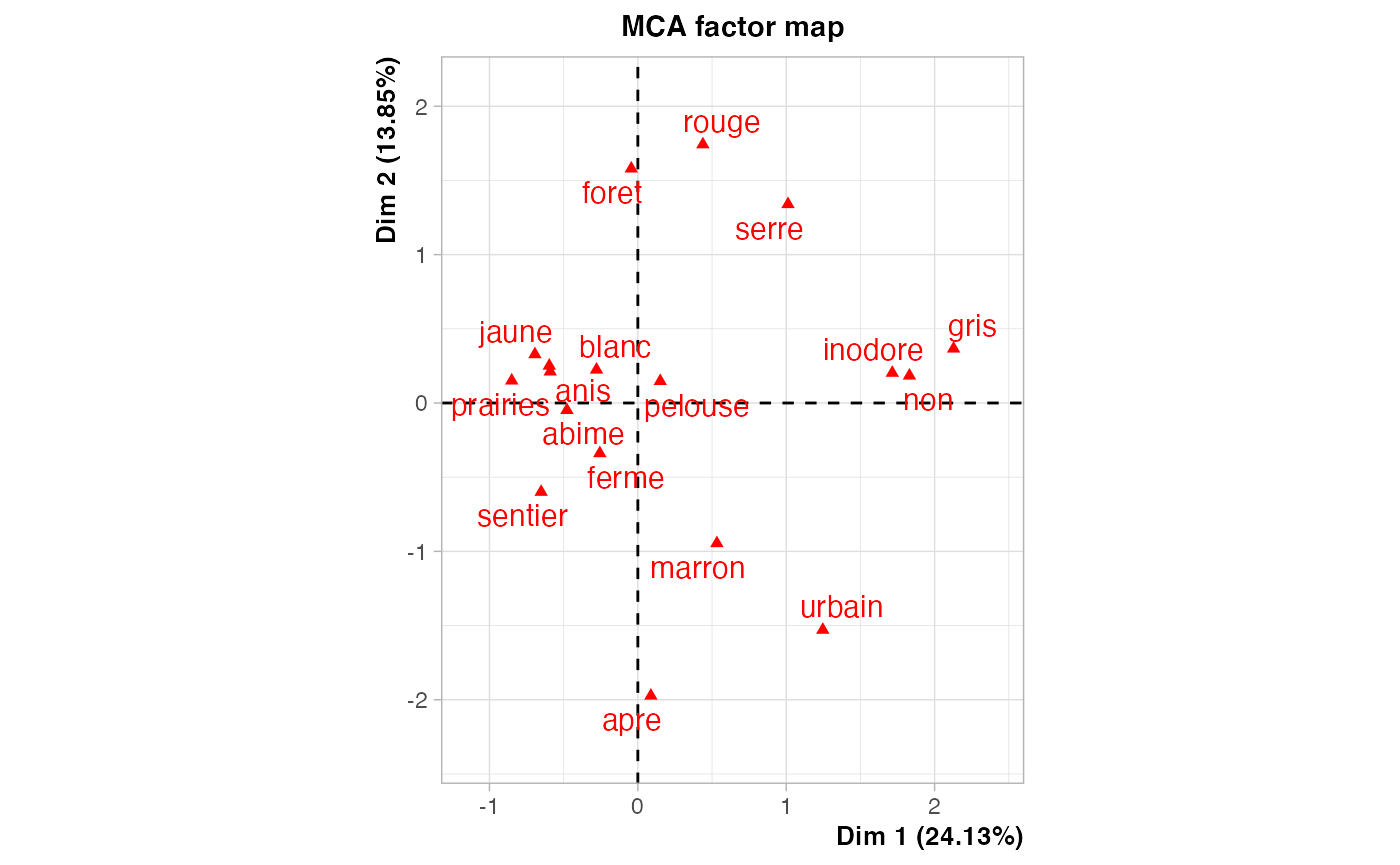 MCA factor map
Dim 2 (13.85%)
2
1
0
-1
-2
rouge
foret
serre
gris
jaune
blanc
inodore
anis
prairies
pelouse
non
abime
ferme
sentier
marron
urbain
apre
-1
0
1
2
Dim 1 (24.13%)